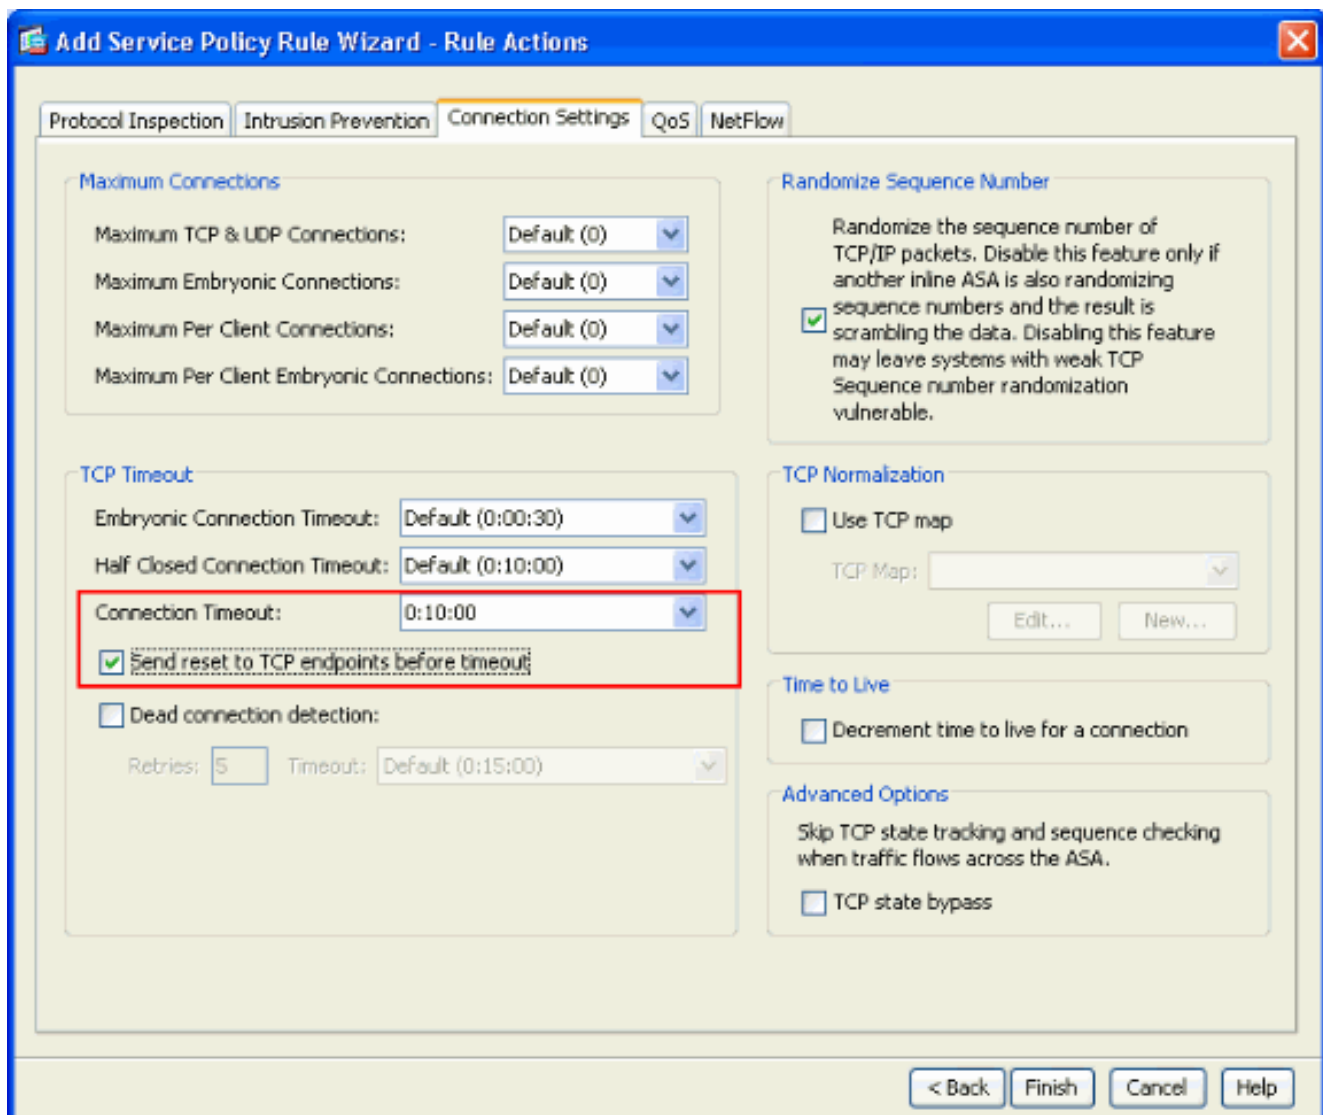 Add Service Policy Rule Wizard - Rule Actions
Protocol Inspection
Intrusion Prevention
Connection Settings
QoS
NetFlow
Maximum Connections
Maximum TCP & UDP Connections: Default (0)
Maximum Embryonic Connections: Default (0)
Maximum Per Client Connections: Default (0)
Maximum Per Client Embryonic Connections: Default (0)
Randomize Sequence Number
Randomize the sequence number of
TCP/IP packets. Disable this feature only if
another inline ASA is also randomizing
sequence numbers and the result is
scrambling the data. Disabling this feature
may leave systems with weak TCP
Sequence number randomization
vulnerable.
TCP Timeout
Embryonic Connection Timeout: Default (0:00:30)
Half Closed Connection Timeout: Default (0:10:00)
Connection Timeout: 0:10:00
Send reset to TCP endpoints before timeout
Dead connection detection:
Retries: 5 Timeout: Default (0:15:00)
TCP Normalization
Use TCP map
TCP Map:
Edit... New...
Time to Live
Decrement time to live for a connection
Advanced Options
Skip TCP state tracking and sequence checking
when traffic flows across the ASA.
TCP state bypass
< Back Finish Cancel Help